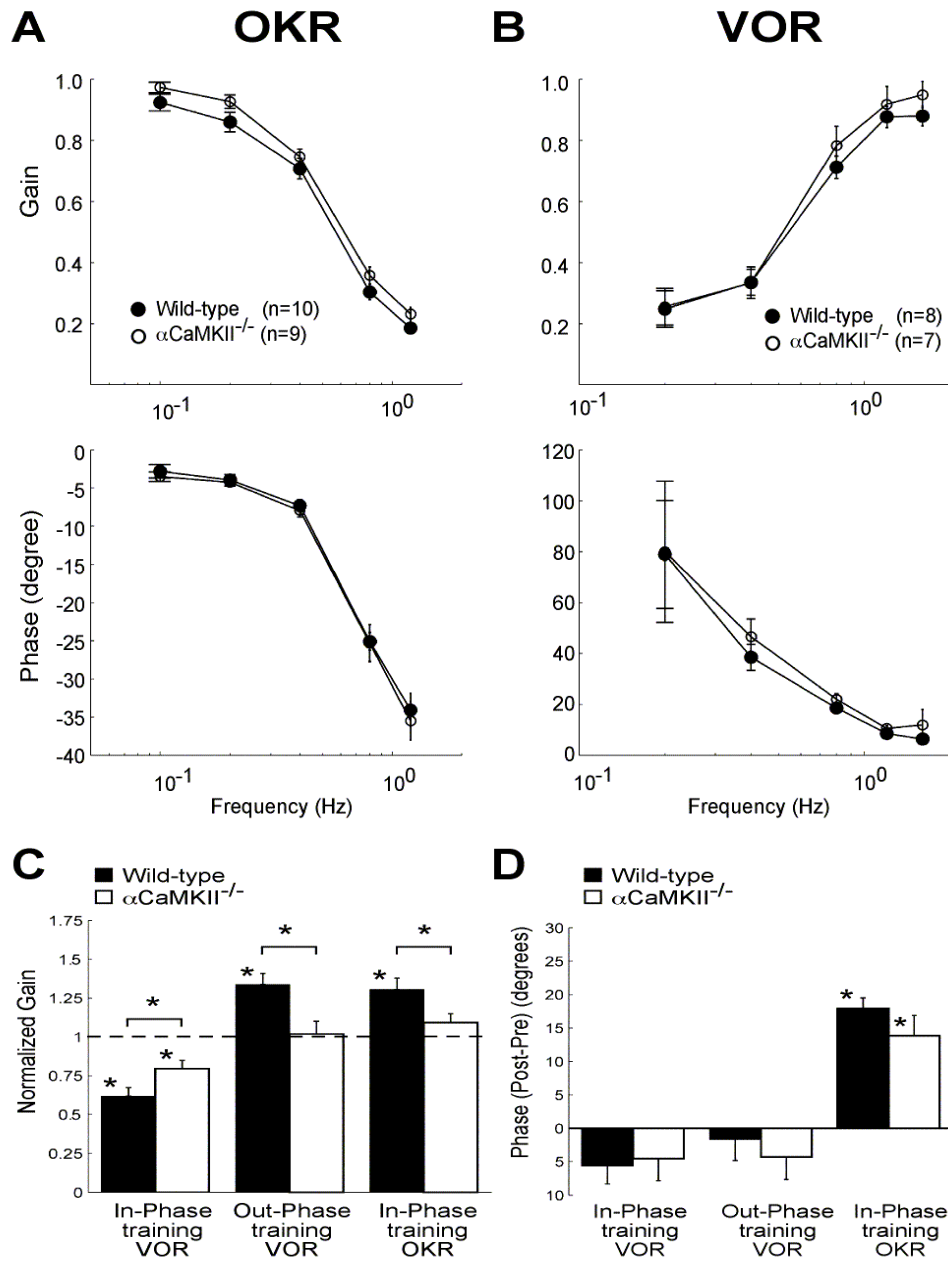 A OKR B VOR
Gain
1.0
0.8
0.6
0.4
0.2
Wild-type (n=10)
αCaMKII-/- (n=9)
10-1 100
1.0
0.8
0.6
0.4
0.2
Wild-type (n=8)
αCaMKII-/- (n=7)
10-1 100
Phase (degree)
0
-5
-10
-15
-20
-25
-30
-35
-40
10-1 100
Frequency (Hz)
120
100
80
60
40
20
0
10-1 100
Frequency (Hz)
C
Wild-type
αCaMKII-/-
Normalized Gain
1.75
1.5
1.25
1
0.75
0.5
0.25
0
* * *
* * *
* *
In-Phase training VOR
Out-Phase training VOR
In-Phase training OKR
D
Wild-type
αCaMKII-/-
Phase (Post-Pre) (degrees)
30
25
20
15
10
5
0
5
10
* *
In-Phase training VOR
Out-Phase training VOR
In-Phase training OKR